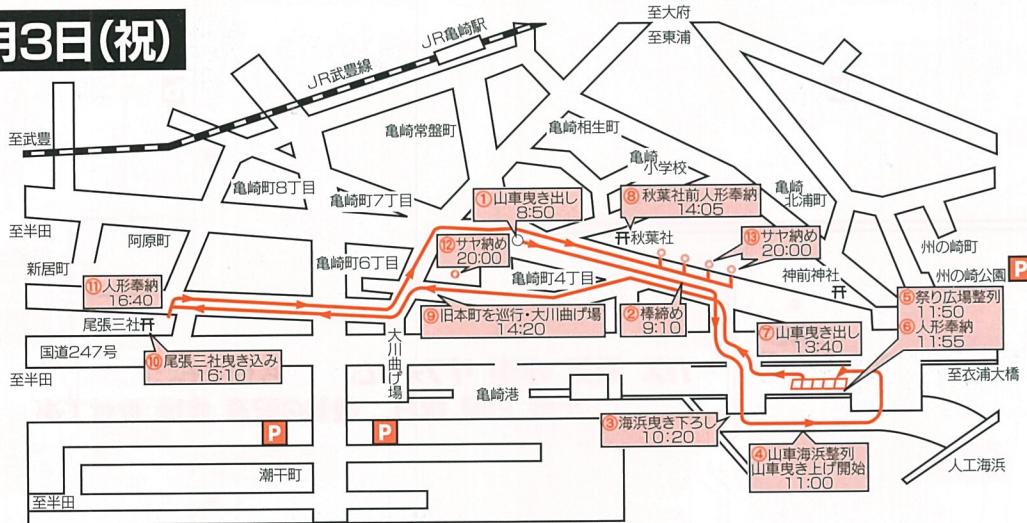 月3日(祝)
至大府
至東浦
JR亀崎駅
JR武豊線
至武豊
亀崎常盤町
亀崎相生町
亀崎
小学校
亀崎
北浦町
亀崎町8丁目
亀崎町7丁目
①山車曳き出し
8:50
⑧秋葉社前人形奉納
14:05
至半田
阿原町
⑫サヤ納め
20:00
秋葉社
⑬サヤ納め
20:00
州の崎町
新居町
亀崎町6丁目
亀崎町4丁目
神前神社
州の崎公園
P
⑪人形奉納
16:40
⑤祭り広場整列
11:50
⑥人形奉納
11:55
尾張三社
⑨旧本町を巡行・大川曲げ場
14:20
②棒締め
9:10
⑦山車曳き出し
13:40
国道247号
⑩尾張三社曳き込み
16:10
大川曲げ場
至半田
至衣浦大橋
亀崎港
③海浜曳き下ろし
10:20
④山車海浜整列
山車曳き上げ開始
11:00
P
P
人工海浜
潮干町
至半田